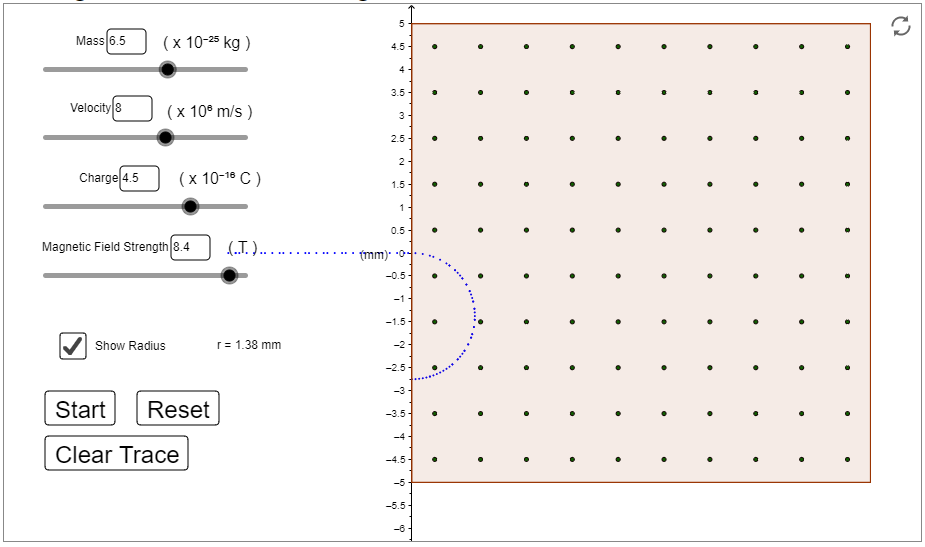 Mass 6.5 ( x 10⁻²⁵ kg )
Velocity 8 ( x 10⁶ m/s )
Charge 4.5 ( x 10⁻¹⁶ C )
Magnetic Field Strength 8.4 ( T )
Show Radius r = 1.38 mm
Start Reset
Clear Trace
(mm)
5
4.5
4
3.5
3
2.5
2
1.5
1
0.5
0
–0.5
–1
–1.5
–2
–2.5
–3
–3.5
–4
–4.5
–5
–5.5
–6